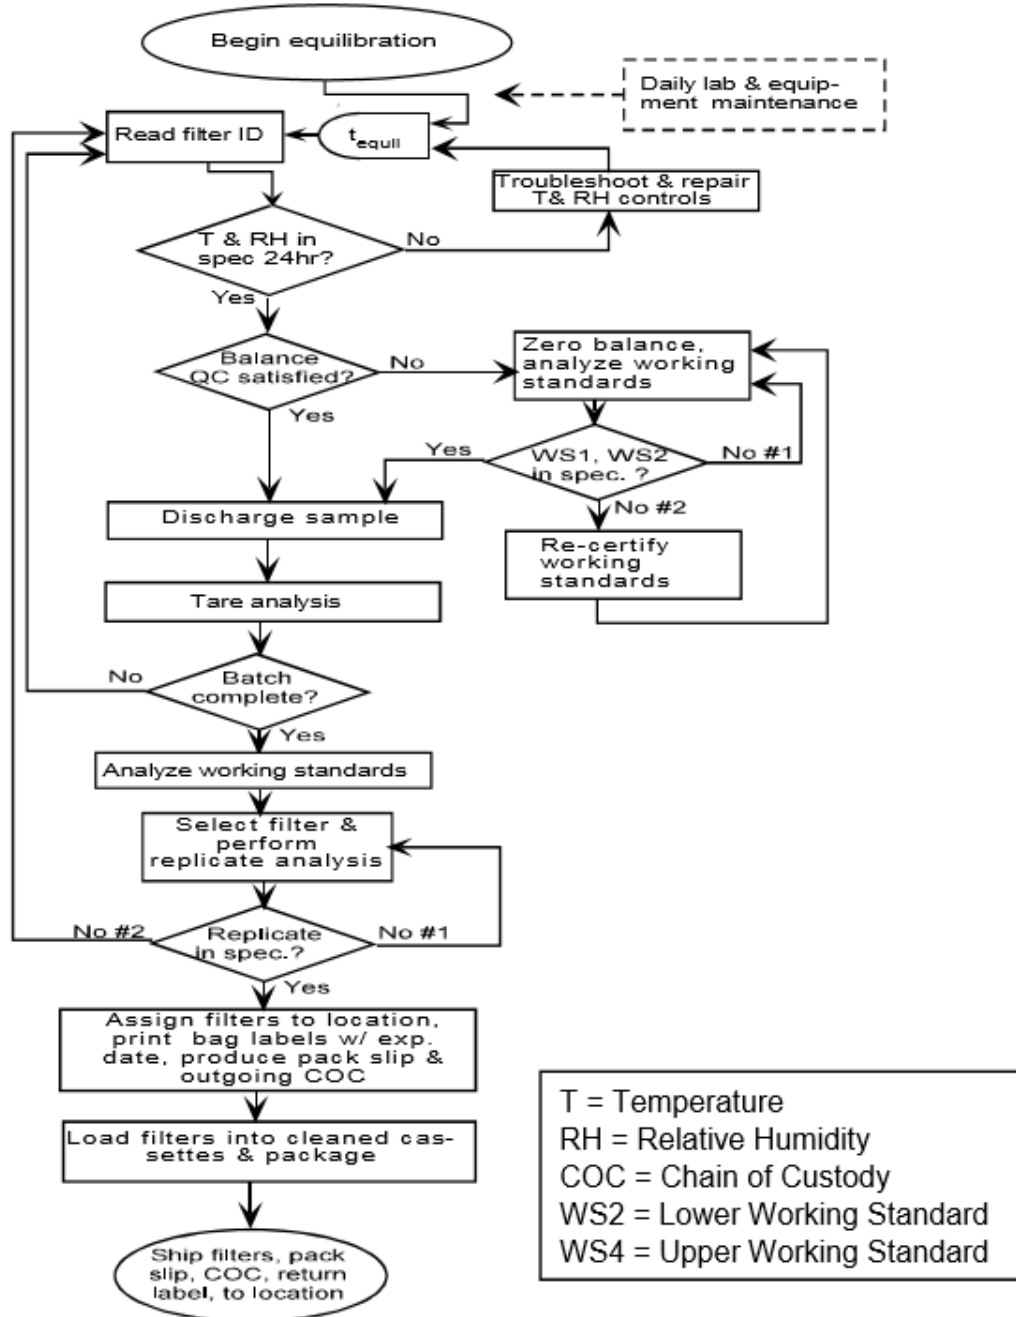 Begin equilibration
Daily lab & equip-
ment maintenance
Read filter ID
t equil
Troubleshoot & repair
T& RH controls
T & RH in
spec 24hr?
No
Yes
Balance
QC satisfied?
No
Yes
Zero balance,
analyze working
standards
WS1, WS2
in spec. ?
Yes
No #1
No #2
Re-certify
working
standards
Discharge sample
Tare analysis
Batch
complete?
No
Yes
Analyze working standards
Select filter &
perform
replicate analysis
Replicate
in spec.?
No #2
No #1
Yes
Assign filters to location,
print bag labels w/ exp.
date, produce pack slip &
outgoing COC
Load filters into cleaned cas-
settes & package
Ship filters, pack
slip, COC, return
label, to location
T = Temperature
RH = Relative Humidity
COC = Chain of Custody
WS2 = Lower Working Standard
WS4 = Upper Working Standard